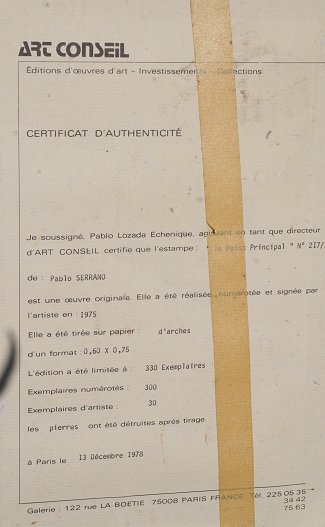 ART CONSEIL
Éditions d'œuvres d'art - Investissements - Collections
CERTIFICAT D'AUTHENTICITÉ
Je soussigné, Pablo Lozada Echenique, agissant en tant que directeur
d'ART CONSEIL certifie que l'estampe : " le Point Principal " N° 217/
de : Pablo SERRANO
est une œuvre originale. Elle a été réalisée, numérotée et signée par
l'artiste en : 1975
Elle a été tirée sur papier : d'arches
d'un format : 0,60 X 0,75
L'édition a été limitée à : 330 Exemplaires
Exemplaires numérotés : 300
Exemplaires d'artiste : 30
les pierres ont été détruites après tirage.
à Paris le 13 Décembre 1978
Galerie : 122 rue LA BOETIE 75008 PARIS FRANCE Tél. 225 05 35
34 42
75 63